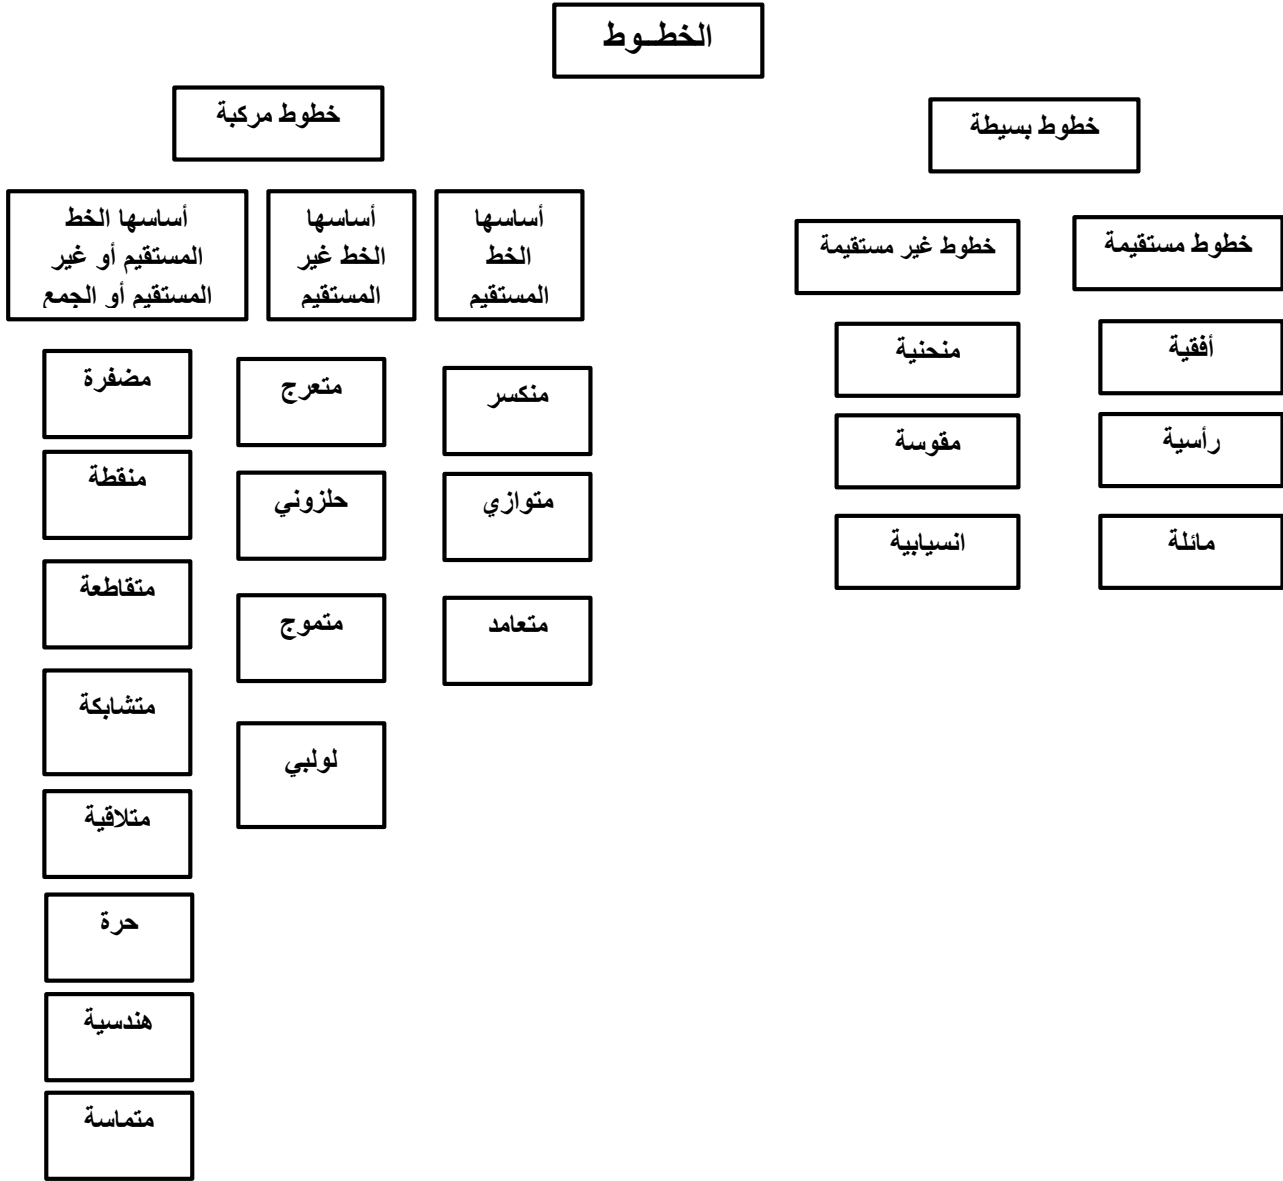 الخطــوط
خطوط بسيطة
خطوط مستقيمة
أفقية
رأسية
مائلة
خطوط غير مستقيمة
منحنية
مقوسة
انسيابية
خطوط مركبة
أساسها
الخط
المستقيم
منكسر
متوازي
متعامد
أساسها
الخط غير
المستقيم
متعرج
حلزوني
متموج
لولبي
أساسها الخط
المستقيم أو غير
المستقيم أو الجمع
مضفرة
منقطة
متقاطعة
متشابكة
متلاقية
حرة
هندسية
متماسة